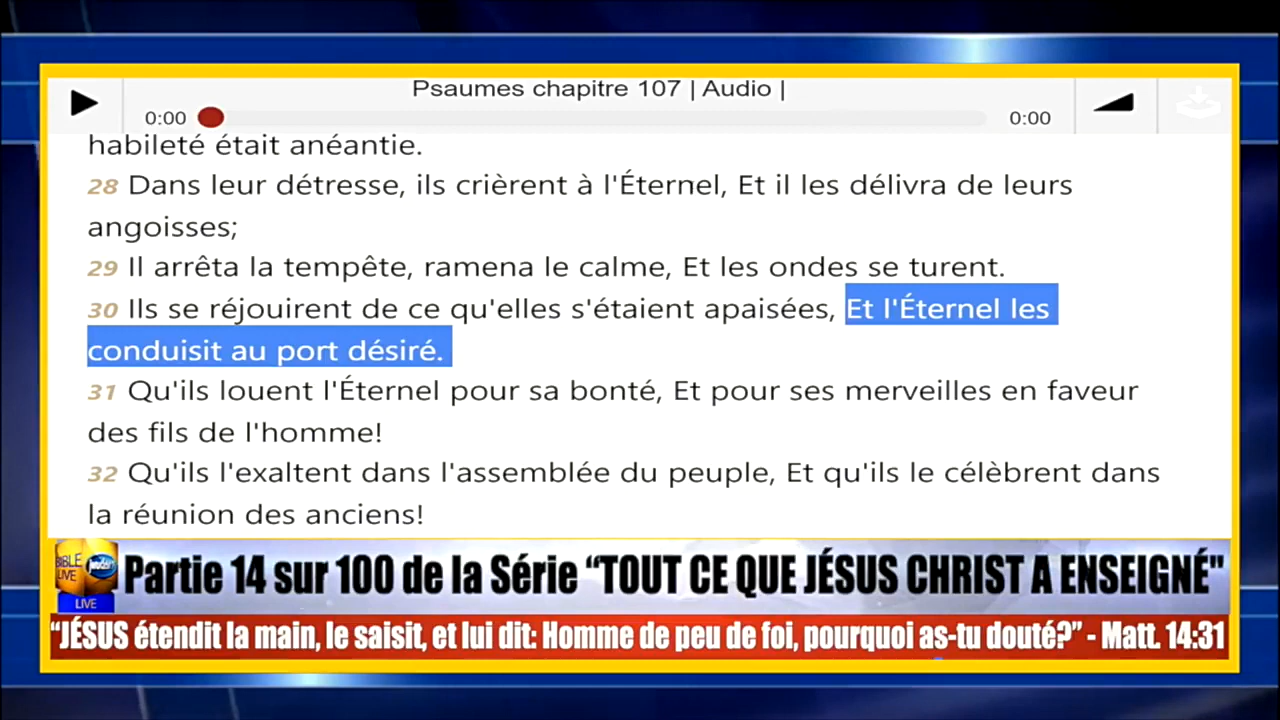 Psaumes chapitre 107 | Audio |
0:00
0:00
habileté était anéantie.
28 Dans leur détresse, ils crièrent à l'Éternel, Et il les délivra de leurs
angoisses;
29 Il arrêta la tempête, ramena le calme, Et les ondes se turent.
30 Ils se réjouirent de ce qu'elles s'étaient apaisées, Et l'Éternel les
conduisit au port désiré.
31 Qu'ils louent l'Éternel pour sa bonté, Et pour ses merveilles en faveur
des fils de l'homme!
32 Qu'ils l'exaltent dans l'assemblée du peuple, Et qu'ils le célèbrent dans
la réunion des anciens!
BIBLE
LIVE
LIVE
Partie 14 sur 100 de la Série “TOUT CE QUE JÉSUS CHRIST A ENSEIGNÉ"
“JÉSUS étendit la main, le saisit, et lui dit: Homme de peu de foi, pourquoi as-tu douté?” - Matt. 14:31